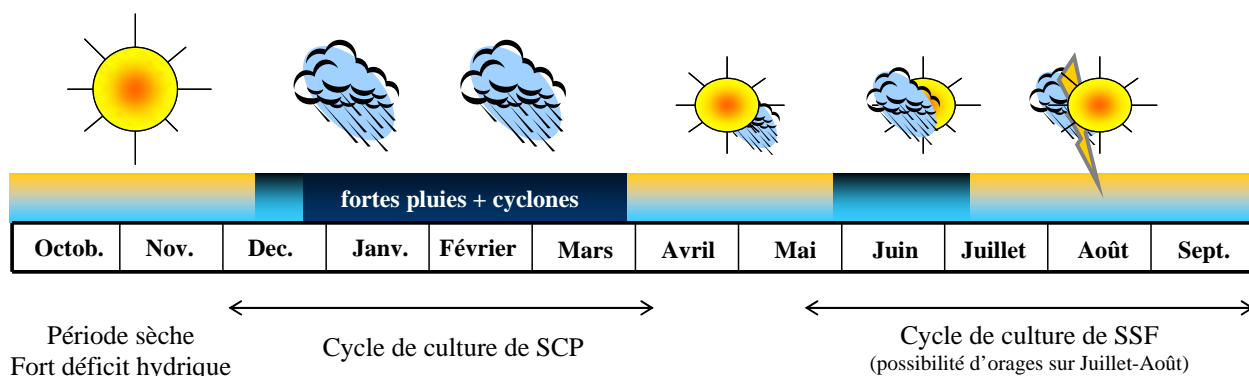 fortes pluies + cyclones
Octob. Nov. Dec. Janv. Février Mars Avril Mai Juin Juillet Août Sept.
Période sèche
Fort déficit hydrique
Cycle de culture de SCP
Cycle de culture de SSF
(possibilité d'orages sur Juillet-Août)